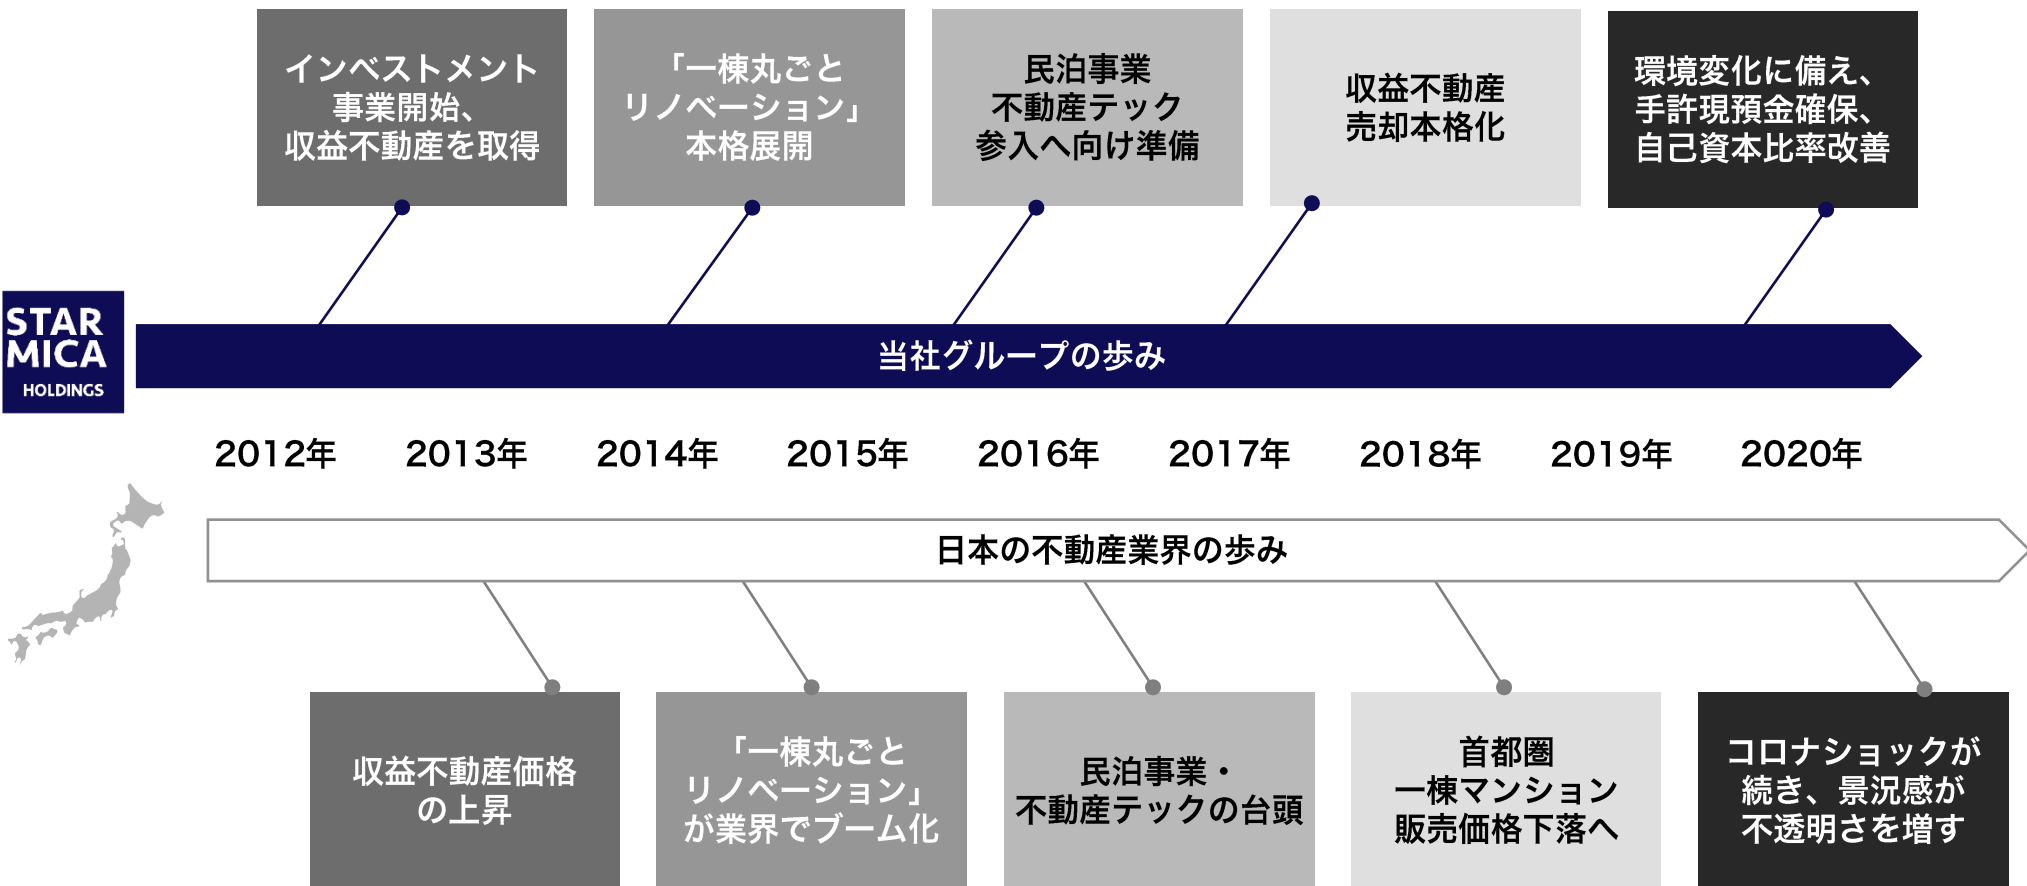 インベストメント
事業開始、
収益不動産を取得
「一棟丸ごと
リノベーション」
本格展開
民泊事業
不動産テック
参入へ向け準備
収益不動産
売却本格化
環境変化に備え、
手許現預金確保、
自己資本比率改善
STAR
MICA
HOLDINGS
当社グループの歩み
2012年 2013年 2014年 2015年 2016年 2017年 2018年 2019年 2020年
日本の不動産業界の歩み
収益不動産価格
の上昇
「一棟丸ごと
リノベーション」
が業界でブーム化
民泊事業・
不動産テックの台頭
首都圏
一棟マンション
販売価格下落へ
コロナショックが
続き、景況感が
不透明さを増す